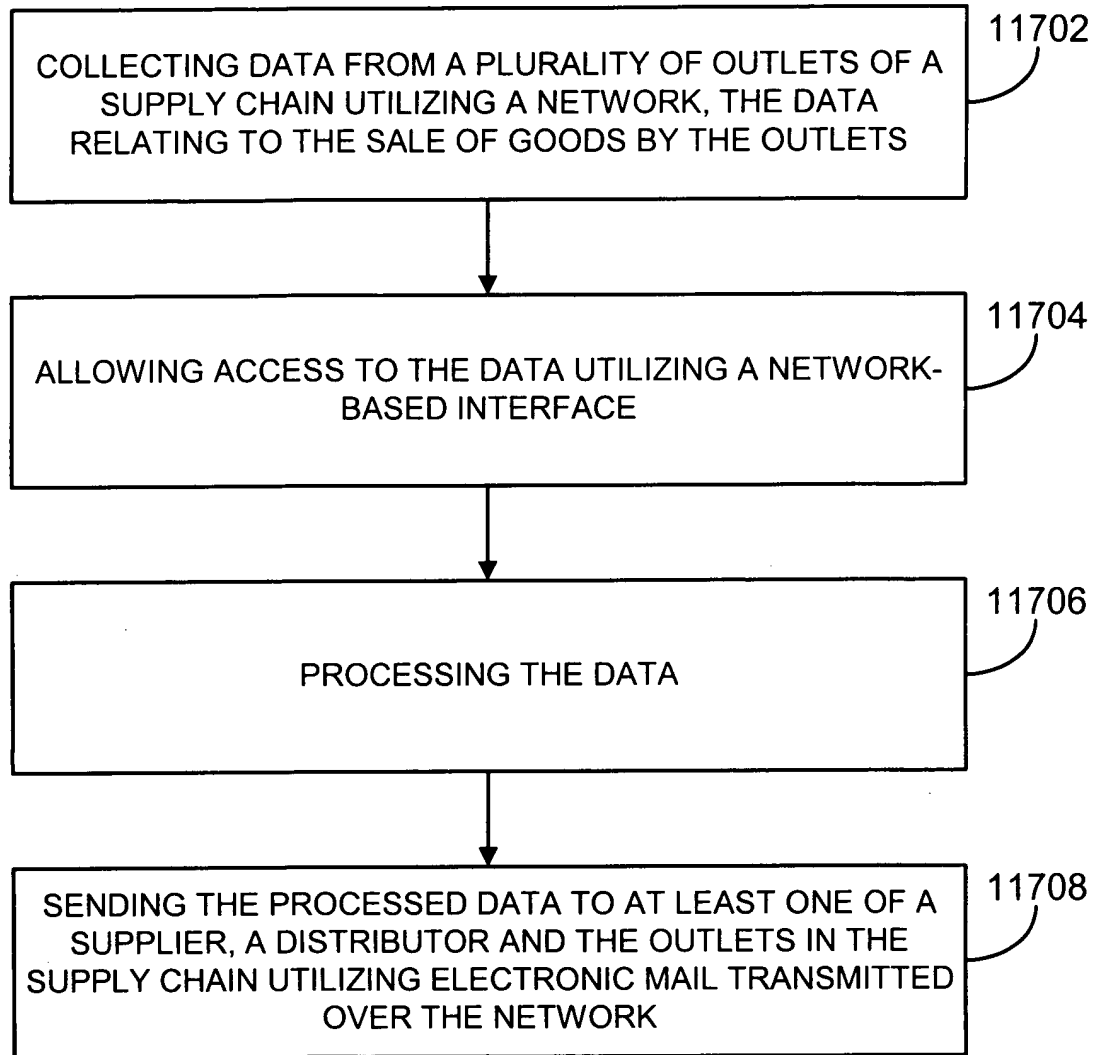 11702
COLLECTING DATA FROM A PLURALITY OF OUTLETS OF A
SUPPLY CHAIN UTILIZING A NETWORK, THE DATA
RELATING TO THE SALE OF GOODS BY THE OUTLETS
11704
ALLOWING ACCESS TO THE DATA UTILIZING A NETWORK-
BASED INTERFACE
11706
PROCESSING THE DATA
11708
SENDING THE PROCESSED DATA TO AT LEAST ONE OF A
SUPPLIER, A DISTRIBUTOR AND THE OUTLETS IN THE
SUPPLY CHAIN UTILIZING ELECTRONIC MAIL TRANSMITTED
OVER THE NETWORK